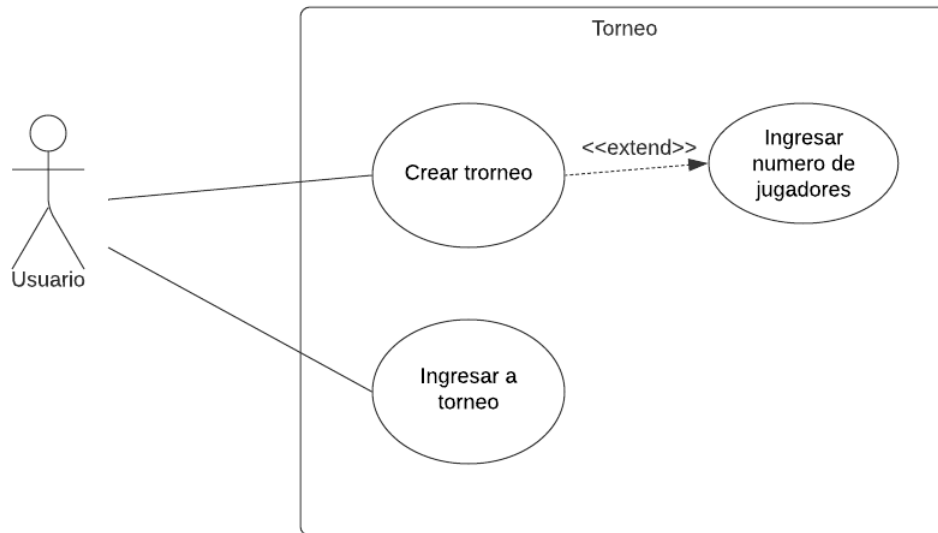 Torneo
Crear trorneo
<<extend>>
Ingresar
numero de
jugadores
Usuario
Ingresar a
torneo